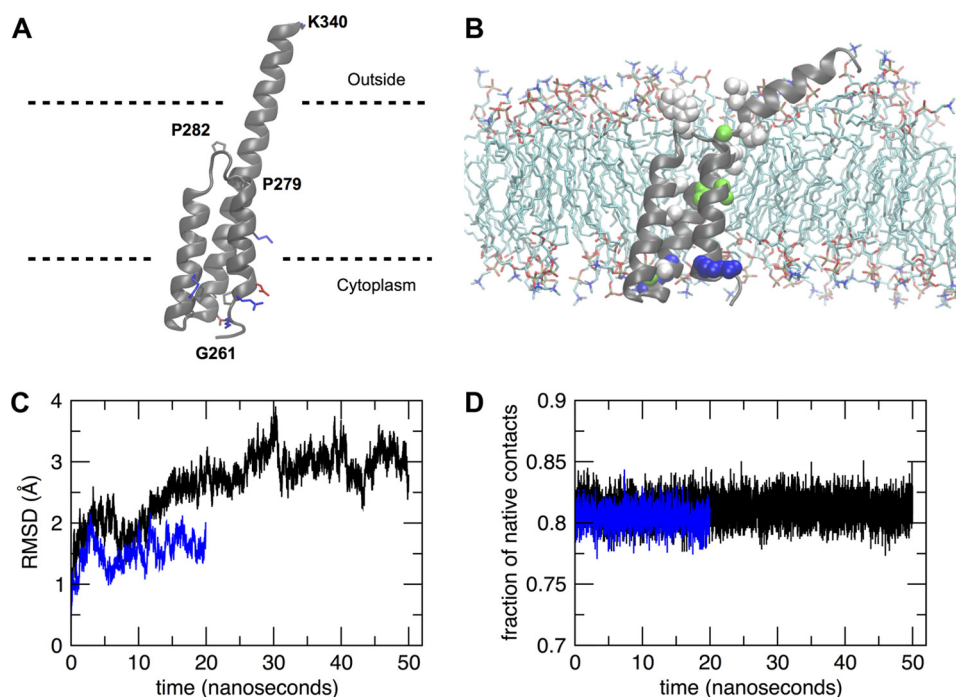 A
K340
Outside
P282
P279
Cytoplasm
G261
B
C
4
3
2
1
0
RMSD (Å)
0 10 20 30 40 50
time (nanoseconds)
D
0.9
0.85
0.8
0.75
0.7
fraction of native contacts
0 10 20 30 40 50
time (nanoseconds)